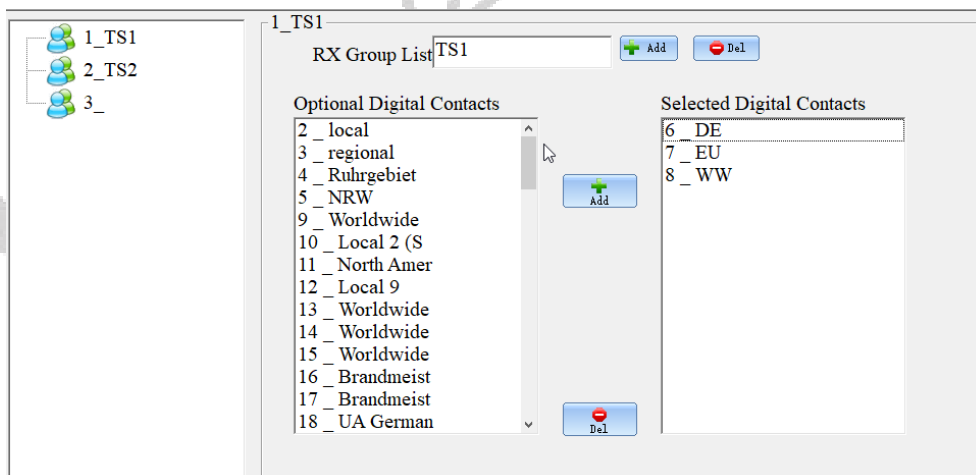 1_TS1
2_TS2
3_
1_TS1
RX Group List TS1 Add Del
Optional Digital Contacts
2 _ local
3 _ regional
4 _ Ruhrgebiet
5 _ NRW
9 _ Worldwide
10 _ Local 2 (S
11 _ North Amer
12 _ Local 9
13 _ Worldwide
14 _ Worldwide
15 _ Worldwide
16 _ Brandmeist
17 _ Brandmeist
18 _ UA German
Add
Del
Selected Digital Contacts
6 _ DE
7 _ EU
8 _ WW